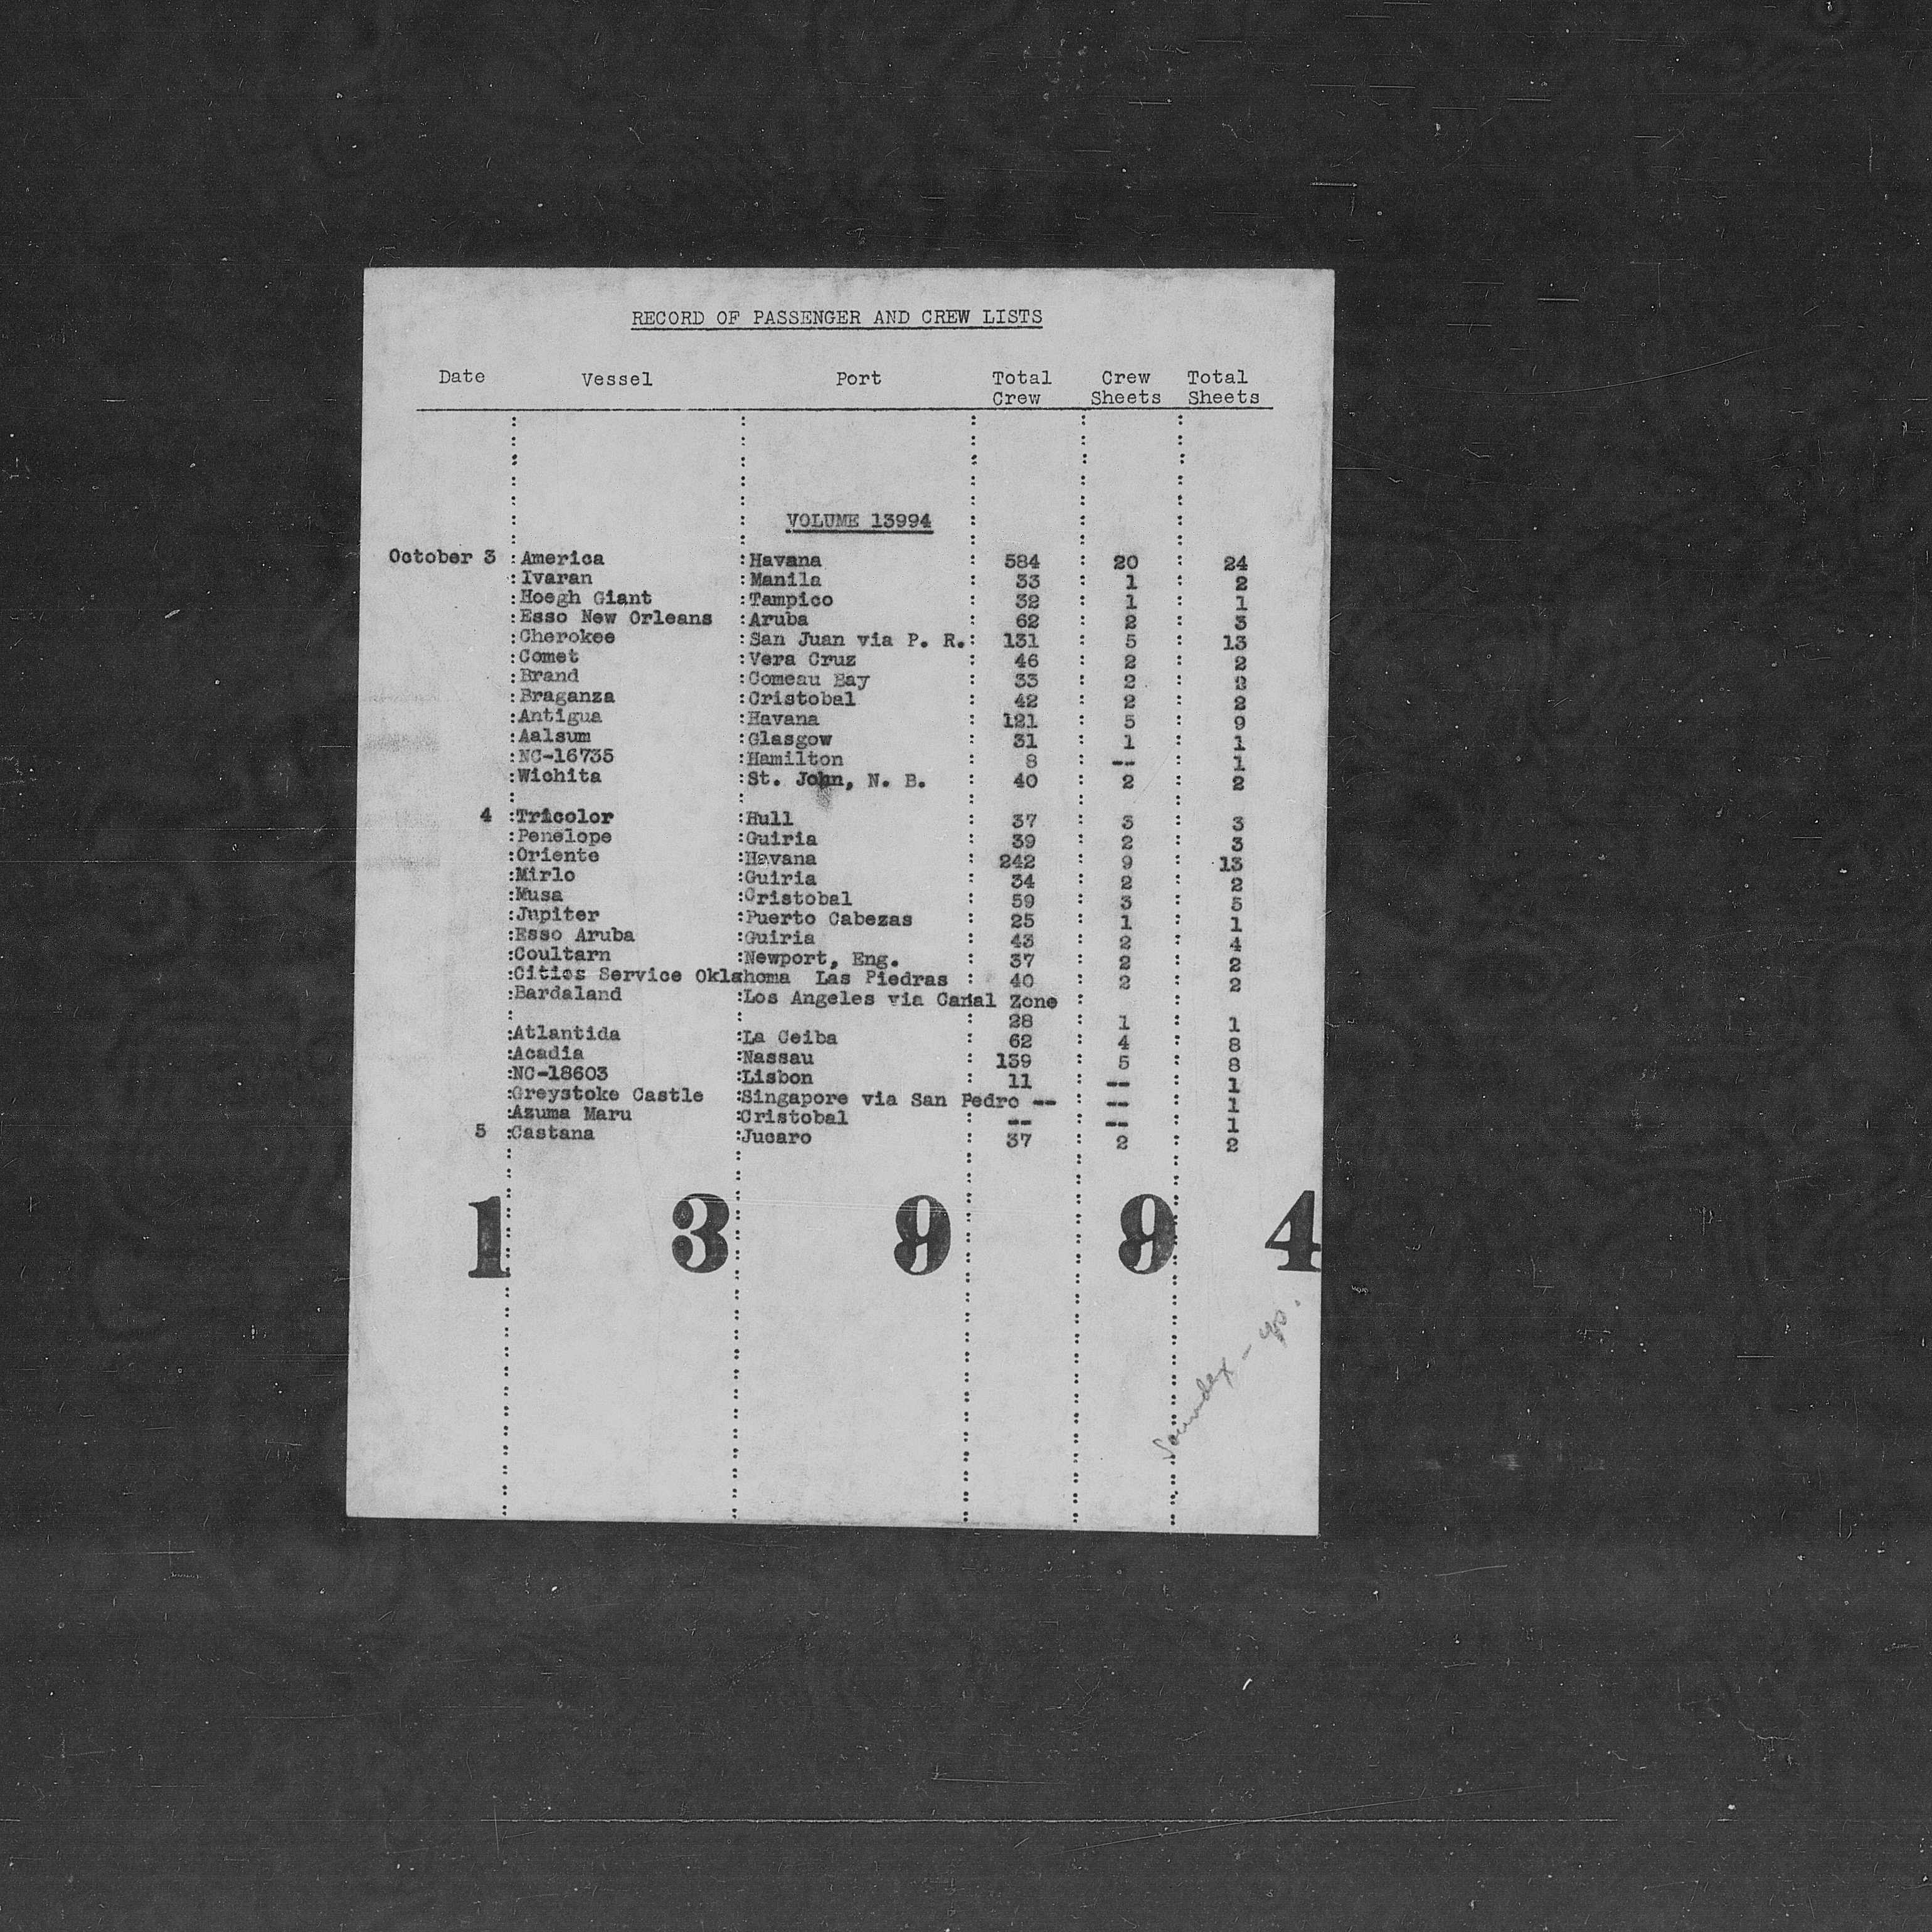 RECORD OF PASSENGER AND CREW LISTS
Date Vessel Port Total Crew Crew Sheets Total Sheets
VOLUME 13994
October 3 :America :Havana : 584 : 20 : 24
:Ivaran :Manila : 33 : 1 : 2
:Hoegh Giant :Tampico : 32 : 1 : 1
:Esso New Orleans :Aruba : 62 : 2 : 3
:Cherokee :San Juan via P. R.: 131 : 5 : 13
:Comet :Vera Cruz : 46 : 2 : 2
:Brand :Comeau Bay : 33 : 2 : 2
:Braganza :Cristobal : 42 : 2 : 2
:Antigua :Havana : 121 : 5 : 9
:Aalsum :Glasgow : 31 : 1 : 1
:NC-16735 :Hamilton : 8 : -- : 1
:Wichita :St. John, N. B. : 40 : 2 : 2
4 :Tricolor :Hull : 37 : 3 : 3
:Penelope :Guiria : 39 : 2 : 3
:Oriente :Havana : 242 : 9 : 13
:Mirlo :Guiria : 34 : 2 : 2
:Musa :Cristobal : 59 : 3 : 5
:Jupiter :Puerto Cabezas : 25 : 1 : 1
:Esso Aruba :Guiria : 43 : 2 : 4
:Coultarn :Newport, Eng. : 37 : 2 : 2
:Cities Service Oklahoma Las Piedras : 40 : 2 : 2
:Bardaland :Los Angeles via Canal Zone :
: : 28 : 1 : 1
:Atlantida :La Ceiba : 62 : 4 : 8
:Acadia :Nassau : 139 : 5 : 8
:NC-18603 :Lisbon : 11 : -- : 1
:Greystoke Castle :Singapore via San Pedro -- : -- : 1
:Azuma Maru :Cristobal : -- : -- : 1
5 :Castana :Jucaro : 37 : 2 : 2
1 3 9 9 4
Soundex -